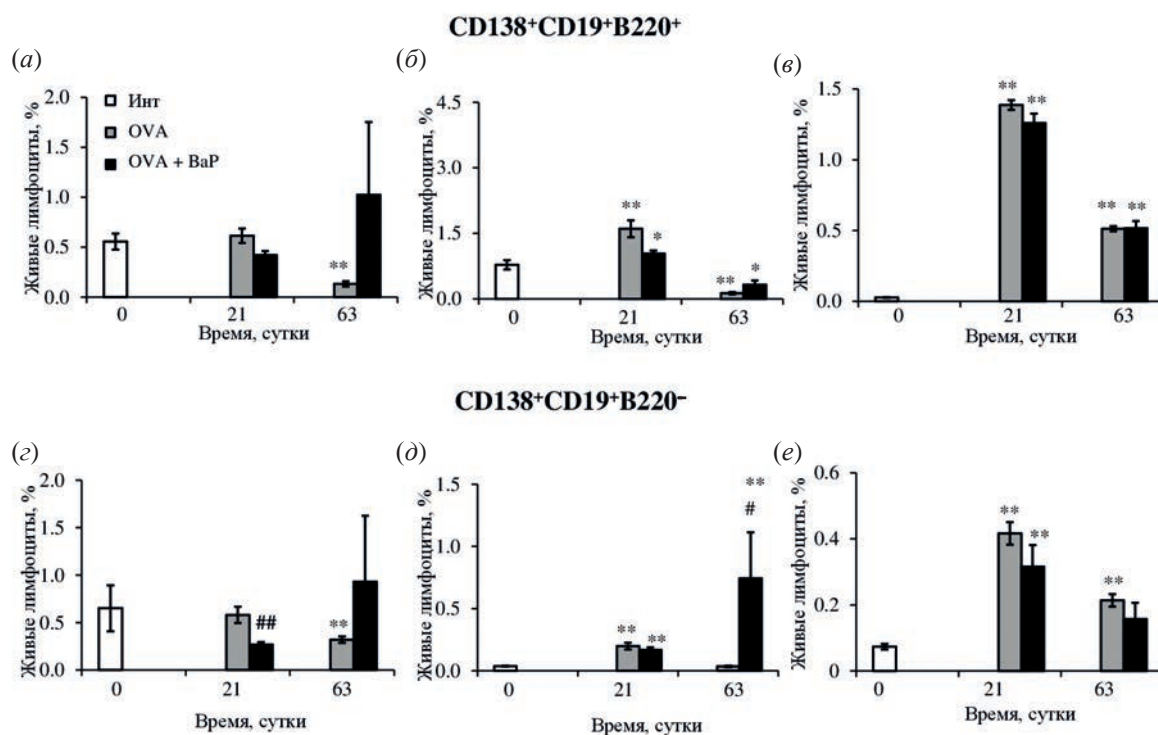 CD138⁺CD19⁺B220⁺
(а)
(б)
(в)
Живые лимфоциты, %
2.0
1.5
1.0
0.5
0.0
Инт
OVA
OVA + BaP
**
0
21
63
Время, сутки
Живые лимфоциты, %
4.5
3.0
1.5
0.0
**
*
**
*
0
21
63
Время, сутки
Живые лимфоциты, %
1.5
1.0
0.5
0.0
**
**
**
**
0
21
63
Время, сутки
CD138⁺CD19⁺B220⁻
(г)
(д)
(е)
Живые лимфоциты, %
2.0
1.5
1.0
0.5
0.0
##
**
0
21
63
Время, сутки
Живые лимфоциты, %
1.5
1.0
0.5
0.0
**
**
**
#
0
21
63
Время, сутки
Живые лимфоциты, %
0.6
0.4
0.2
0
**
**
**
0
21
63
Время, сутки